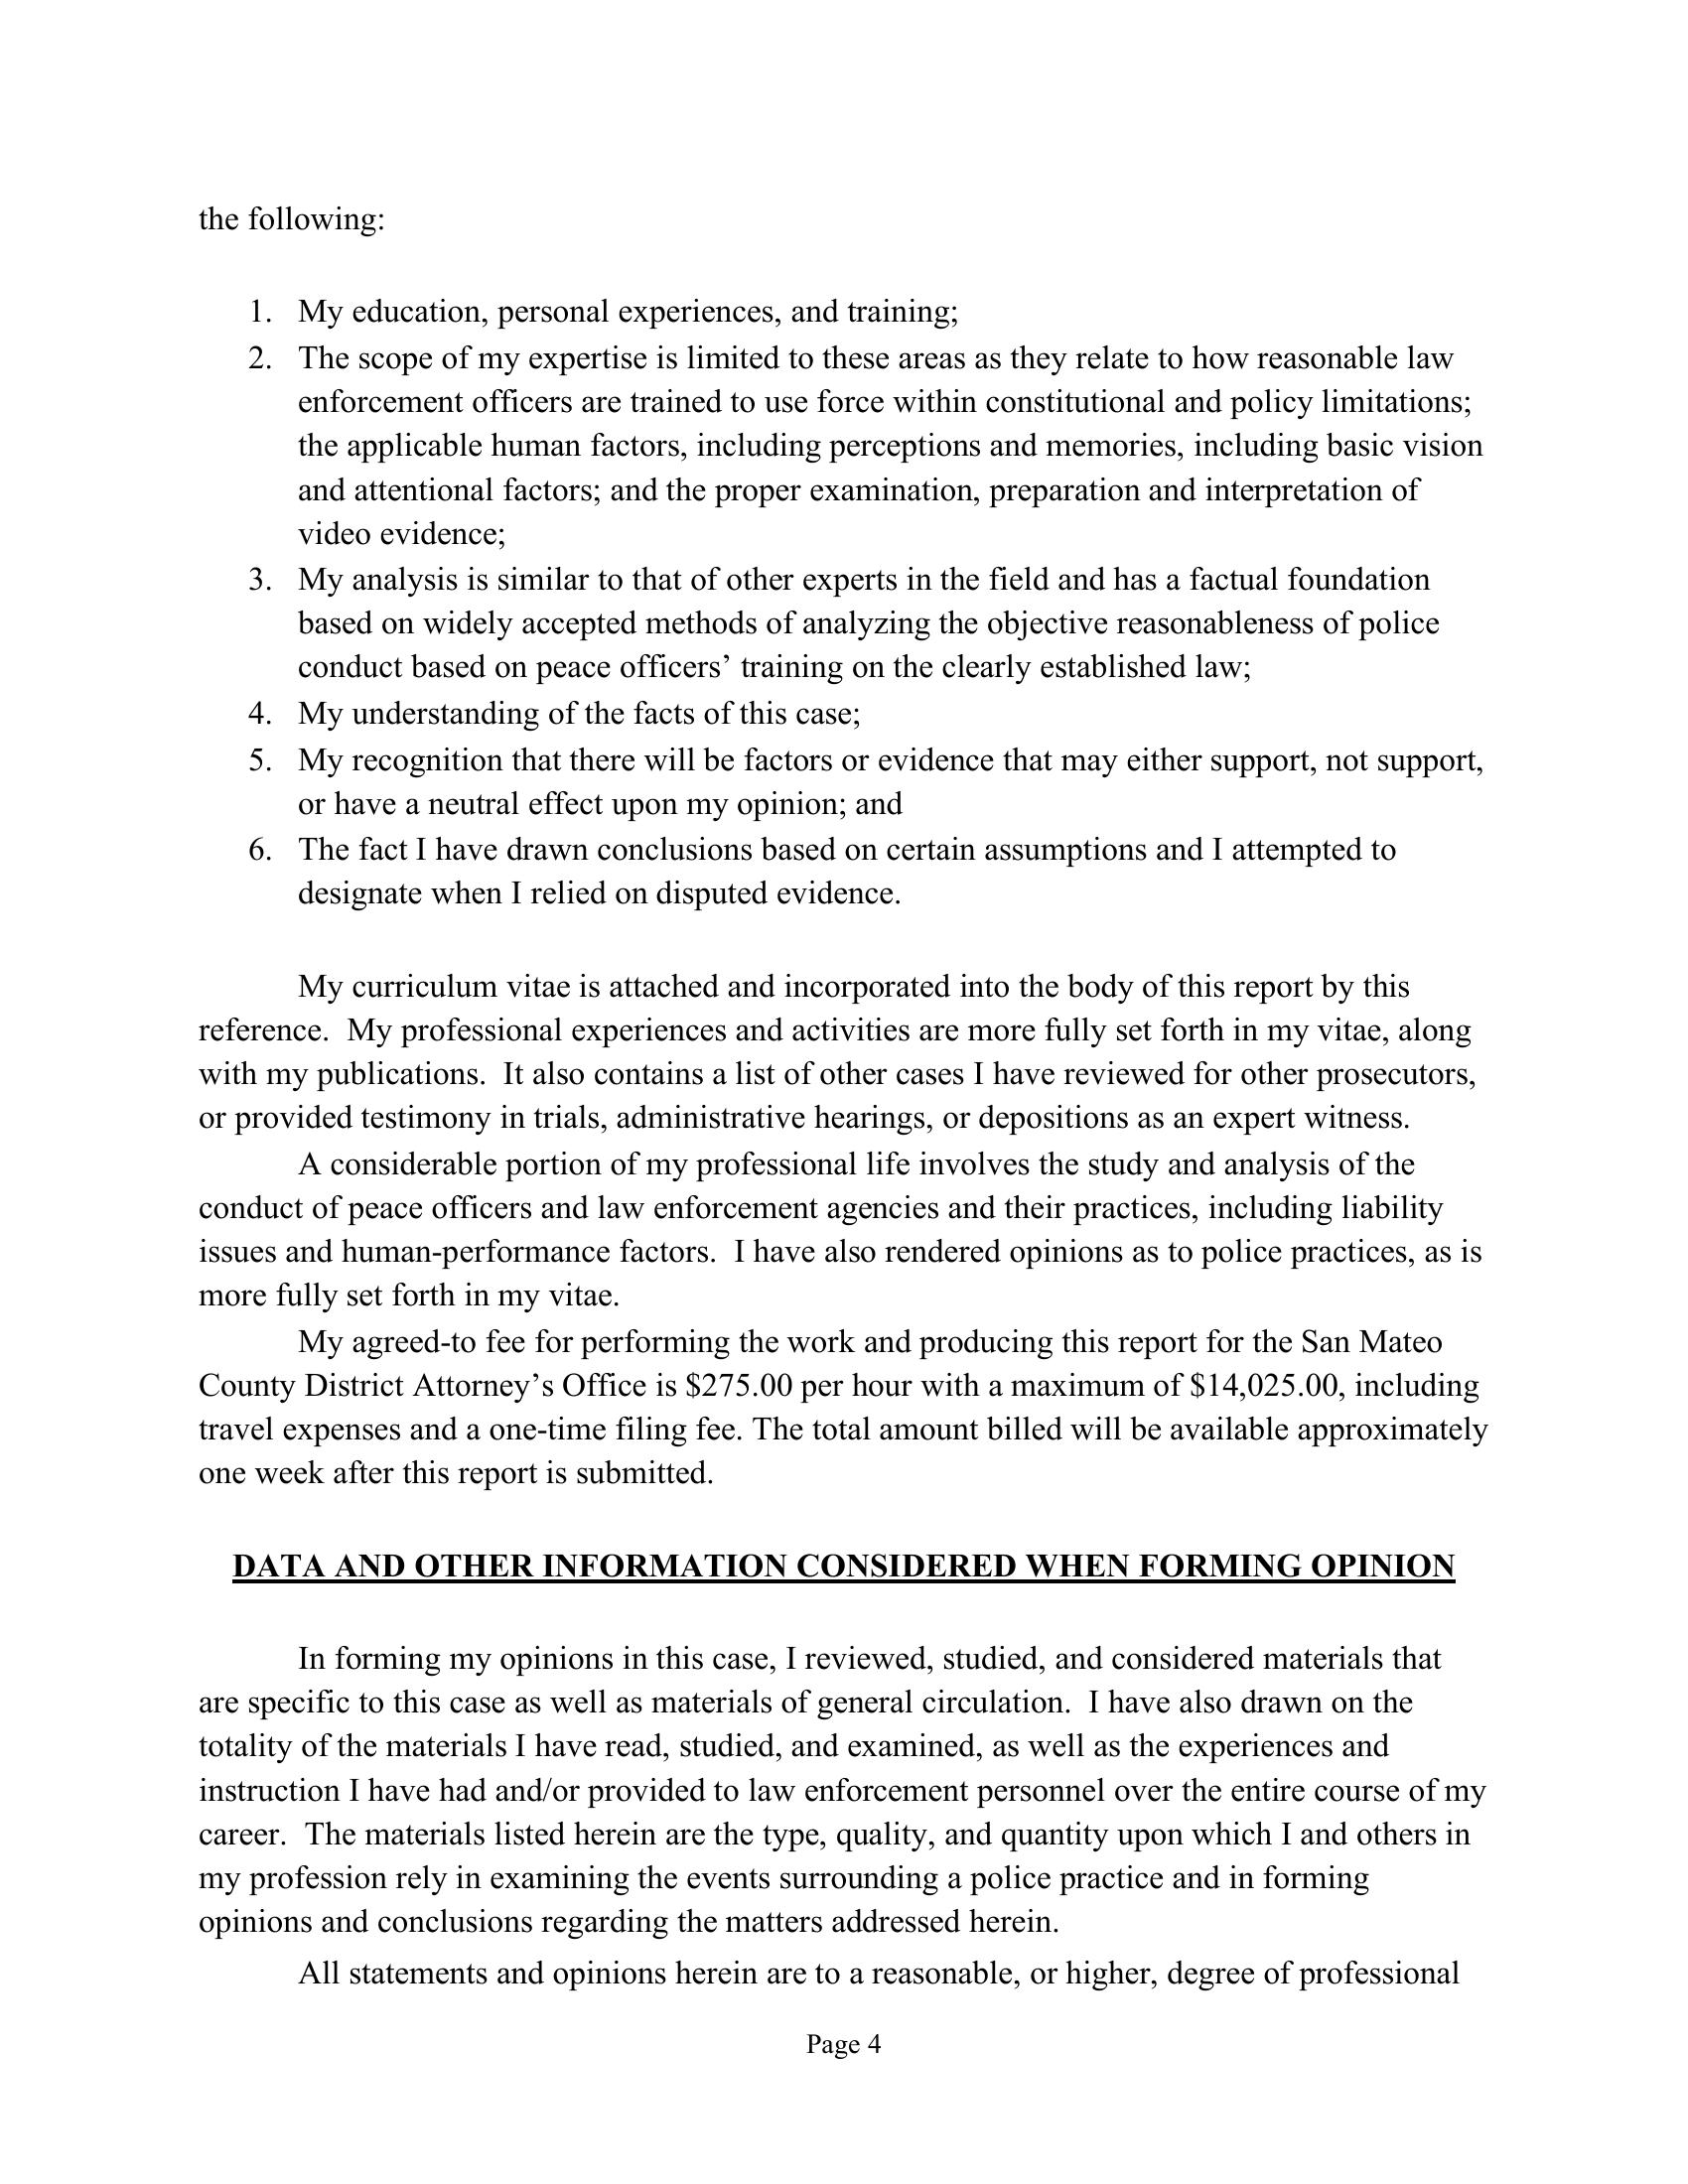 the following:
1. My education, personal experiences, and training;
2. The scope of my expertise is limited to these areas as they relate to how reasonable law
enforcement officers are trained to use force within constitutional and policy limitations;
the applicable human factors, including perceptions and memories, including basic vision
and attentional factors; and the proper examination, preparation and interpretation of
video evidence;
3. My analysis is similar to that of other experts in the field and has a factual foundation
based on widely accepted methods of analyzing the objective reasonableness of police
conduct based on peace officers’ training on the clearly established law;
4. My understanding of the facts of this case;
5. My recognition that there will be factors or evidence that may either support, not support,
or have a neutral effect upon my opinion; and
6. The fact I have drawn conclusions based on certain assumptions and I attempted to
designate when I relied on disputed evidence.
My curriculum vitae is attached and incorporated into the body of this report by this
reference.  My professional experiences and activities are more fully set forth in my vitae, along
with my publications.  It also contains a list of other cases I have reviewed for other prosecutors,
or provided testimony in trials, administrative hearings, or depositions as an expert witness.
A considerable portion of my professional life involves the study and analysis of the
conduct of peace officers and law enforcement agencies and their practices, including liability
issues and human-performance factors.  I have also rendered opinions as to police practices, as is
more fully set forth in my vitae.
My agreed-to fee for performing the work and producing this report for the San Mateo
County District Attorney’s Office is $275.00 per hour with a maximum of $14,025.00, including
travel expenses and a one-time filing fee. The total amount billed will be available approximately
one week after this report is submitted.
DATA AND OTHER INFORMATION CONSIDERED WHEN FORMING OPINION
In forming my opinions in this case, I reviewed, studied, and considered materials that
are specific to this case as well as materials of general circulation.  I have also drawn on the
totality of the materials I have read, studied, and examined, as well as the experiences and
instruction I have had and/or provided to law enforcement personnel over the entire course of my
career.  The materials listed herein are the type, quality, and quantity upon which I and others in
my profession rely in examining the events surrounding a police practice and in forming
opinions and conclusions regarding the matters addressed herein.
All statements and opinions herein are to a reasonable, or higher, degree of professional
Page 4